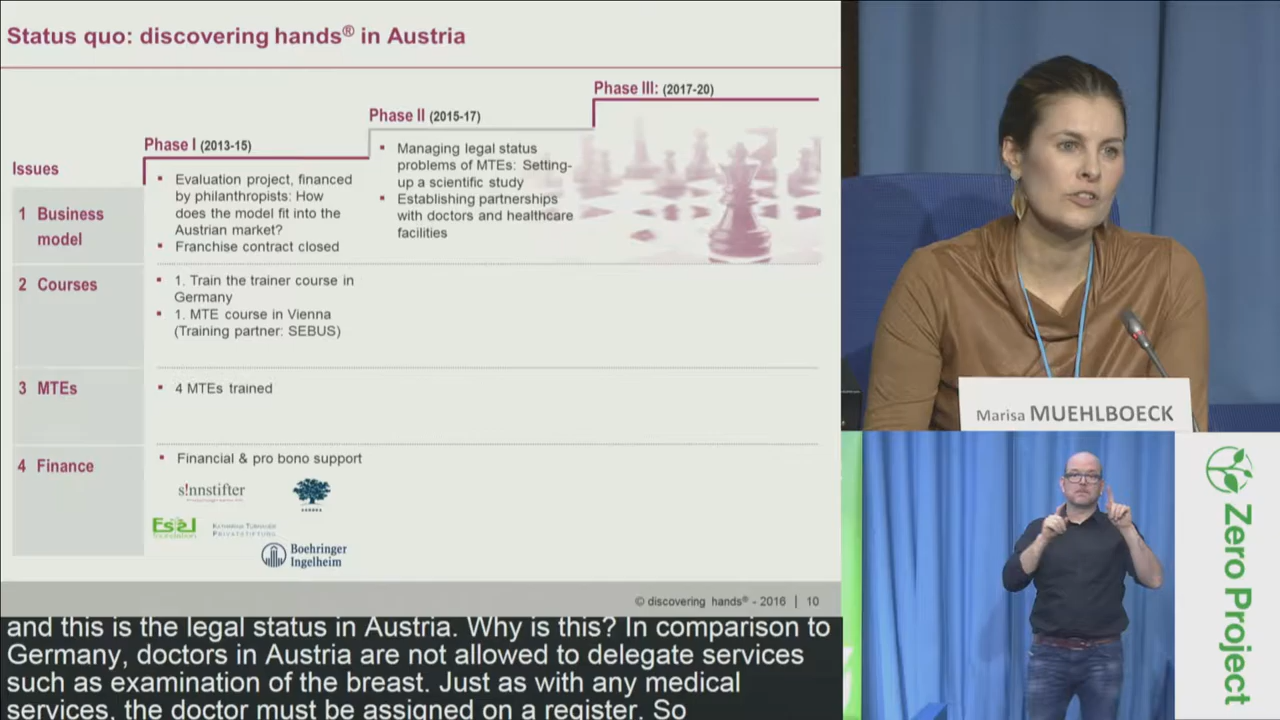 Status quo: discovering hands® in Austria
Phase III: (2017-20)
Phase II (2015-17)
Phase I (2013-15)
Issues
▪ Managing legal status
problems of MTEs: Setting-
up a scientific study
▪ Establishing partnerships
with doctors and healthcare
facilities
▪ Evaluation project, financed
by philanthropists: How
does the model fit into the
Austrian market?
▪ Franchise contract closed
1 Business
model
2 Courses
▪ 1. Train the trainer course in
Germany
▪ 1. MTE course in Vienna
(Training partner: SEBUS)
3 MTEs
▪ 4 MTEs trained
4 Finance
▪ Financial & pro bono support
s!nnstifter
Essl
foundation
PRIVATSTIFTUNG
Boehringer
Ingelheim
© discovering hands® - 2016 | 10
and this is the legal status in Austria. Why is this? In comparison to
Germany, doctors in Austria are not allowed to delegate services
such as examination of the breast. Just as with any medical
services, the doctor must be assigned on a register. So
Marisa MUEHLBOECK
Zero Project